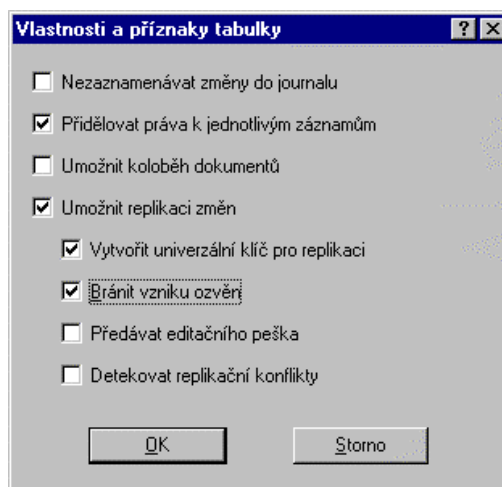 Vlastnosti a příznaky tabulky
Nezaznamenávat změny do journalu
Přidělovat práva k jednotlivým záznamům
Umožnit koloběh dokumentů
Umožnit replikaci změn
Vytvořit univerzální klíč pro replikaci
Bránit vzniku ozvěn
Předávat editačního peška
Detekovat replikační konflikty
OK Storno